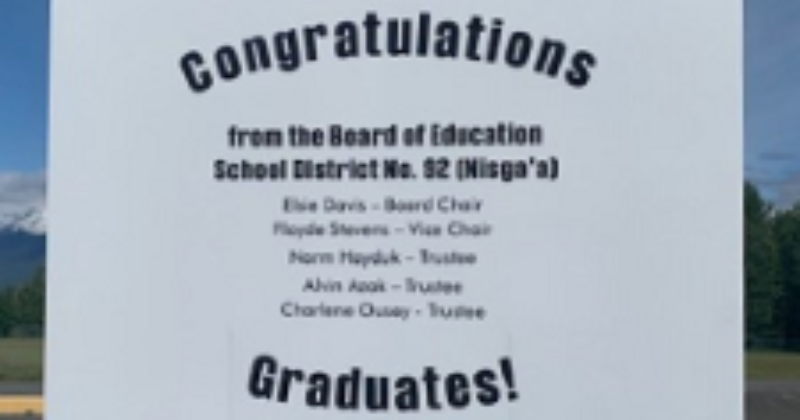 Congratulations
from the Board of Education
School District No. 92 (Nisga'a)
Elsie Davis - Board Chair
Floyde Stevens - Vice Chair
Norm Hayduk - Trustee
Alvin Azak - Trustee
Charlene Ousey - Trustee
Graduates!